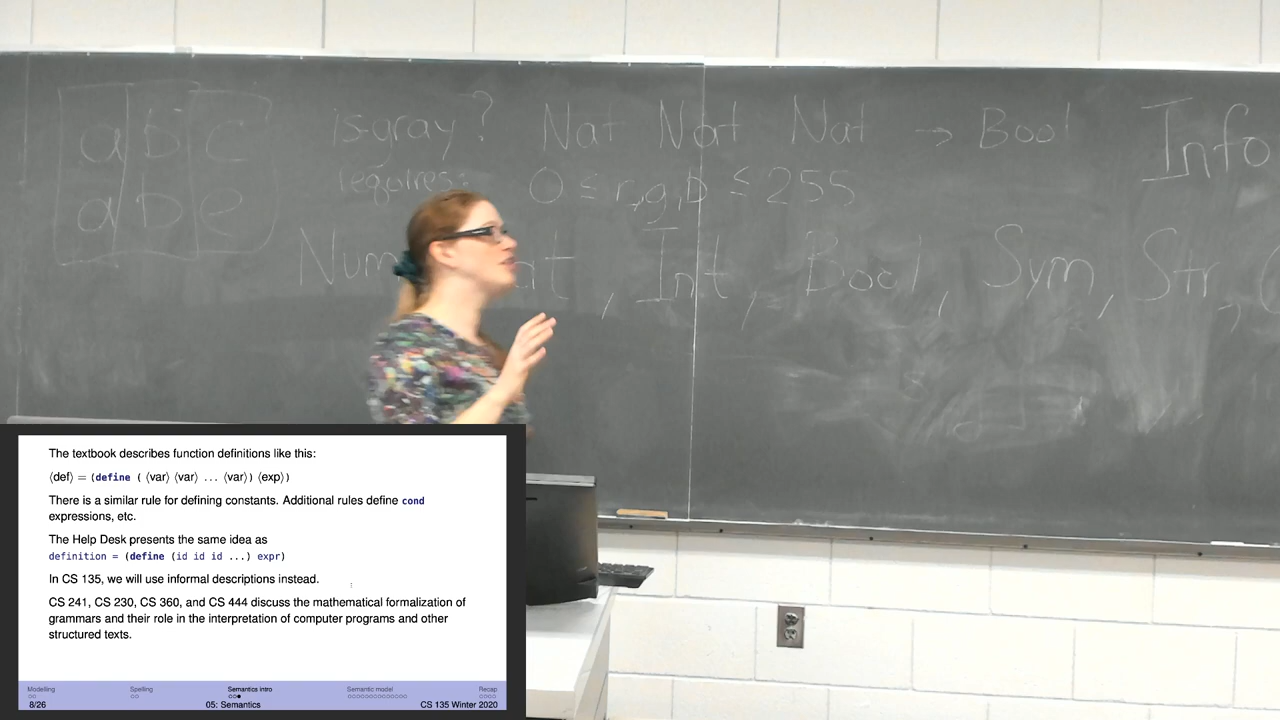 a b c
a b e
is-gray? Nat Nat Nat → Bool
requires: 0 ≤ r,g,b ≤ 255
Int, Bool, Sym, Str,
Info
The textbook describes function definitions like this:
⟨def⟩ = (define ( ⟨var⟩ ⟨var⟩ ... ⟨var⟩) ⟨exp⟩)
There is a similar rule for defining constants. Additional rules define cond
expressions, etc.
The Help Desk presents the same idea as
definition = (define (id id id ...) expr)
In CS 135, we will use informal descriptions instead.
CS 241, CS 230, CS 360, and CS 444 discuss the mathematical formalization of
grammars and their role in the interpretation of computer programs and other
structured texts.
Modelling Spelling Semantics intro Semantic model Recap
8/26 05: Semantics CS 135 Winter 2020